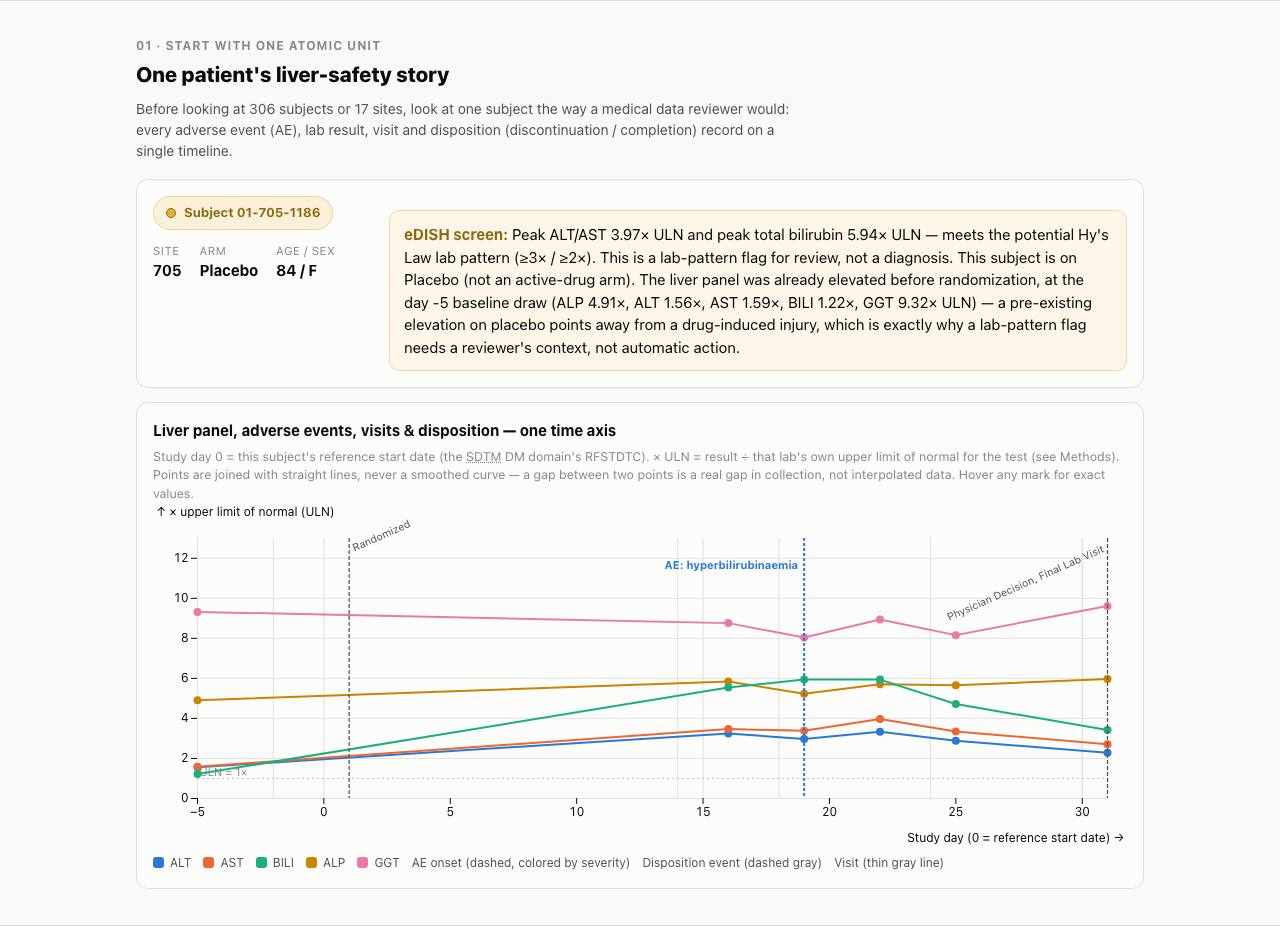 01 · START WITH ONE ATOMIC UNIT
One patient's liver-safety story
Before looking at 306 subjects or 17 sites, look at one subject the way a medical data reviewer would:
every adverse event (AE), lab result, visit and disposition (discontinuation / completion) record on a
single timeline.
Subject 01-705-1186
SITE ARM AGE / SEX
705 Placebo 84 / F
eDISH screen: Peak ALT/AST 3.97× ULN and peak total bilirubin 5.94× ULN — meets the potential Hy's
Law lab pattern (≥3× / ≥2×). This is a lab-pattern flag for review, not a diagnosis. This subject is on
Placebo (not an active-drug arm). The liver panel was already elevated before randomization, at the
day -5 baseline draw (ALP 4.91×, ALT 1.56×, AST 1.59×, BILI 1.22×, GGT 9.32× ULN) — a pre-existing
elevation on placebo points away from a drug-induced injury, which is exactly why a lab-pattern flag
needs a reviewer's context, not automatic action.
Liver panel, adverse events, visits & disposition — one time axis
Study day 0 = this subject's reference start date (the SDTM DM domain's RFSTDTC). × ULN = result ÷ that lab's own upper limit of normal for the test (see Methods).
Points are joined with straight lines, never a smoothed curve — a gap between two points is a real gap in collection, not interpolated data. Hover any mark for exact
values.
↑ × upper limit of normal (ULN)
Randomized
AE: hyperbilirubinaemia
Physician Decision, Final Lab Visit
12
10
8
6
4
2
ULN = 1×
0
−5 0 5 10 15 20 25 30
Study day (0 = reference start date) →
ALT AST BILI ALP GGT AE onset (dashed, colored by severity) Disposition event (dashed gray) Visit (thin gray line)